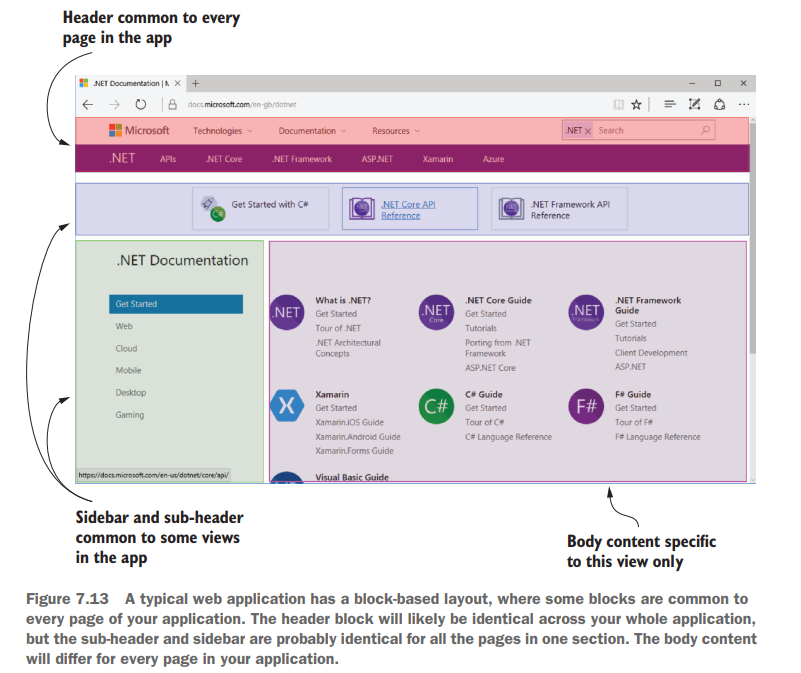 Header common to every
page in the app
.NET Documentation | M
docs.microsoft.com/en-gb/dotnet
Microsoft
Technologies
Documentation
Resources
.NET ×
Search
.NET
APIs
.NET Core
.NET Framework
ASP.NET
Xamarin
Azure
Get Started with C#
.NET Core API
Reference
.NET Framework API
Reference
.NET Documentation
Get Started
Web
Cloud
Mobile
Desktop
Gaming
https://docs.microsoft.com/en-us/dotnet/core/api/
.NET
What is .NET?
Get Started
Tour of .NET
.NET Architectural
Concepts
.NET
Core
.NET Core Guide
Get Started
Tutorials
Porting from .NET
Framework
ASP.NET Core
.NET
Framework
.NET Framework
Guide
Get Started
Tutorials
Client Development
ASP.NET
X
Xamarin
Get Started
Xamarin.iOS Guide
Xamarin.Android Guide
Xamarin.Forms Guide
C#
C# Guide
Get Started
Tour of C#
C# Language Reference
F#
F# Guide
Get Started
Tour of F#
F# Language Reference
Visual Basic Guide
Sidebar and sub-header
common to some views
in the app
Body content specific
to this view only
Figure 7.13 A typical web application has a block-based layout, where some blocks are common to
every page of your application. The header block will likely be identical across your whole application,
but the sub-header and sidebar are probably identical for all the pages in one section. The body content
will differ for every page in your application.